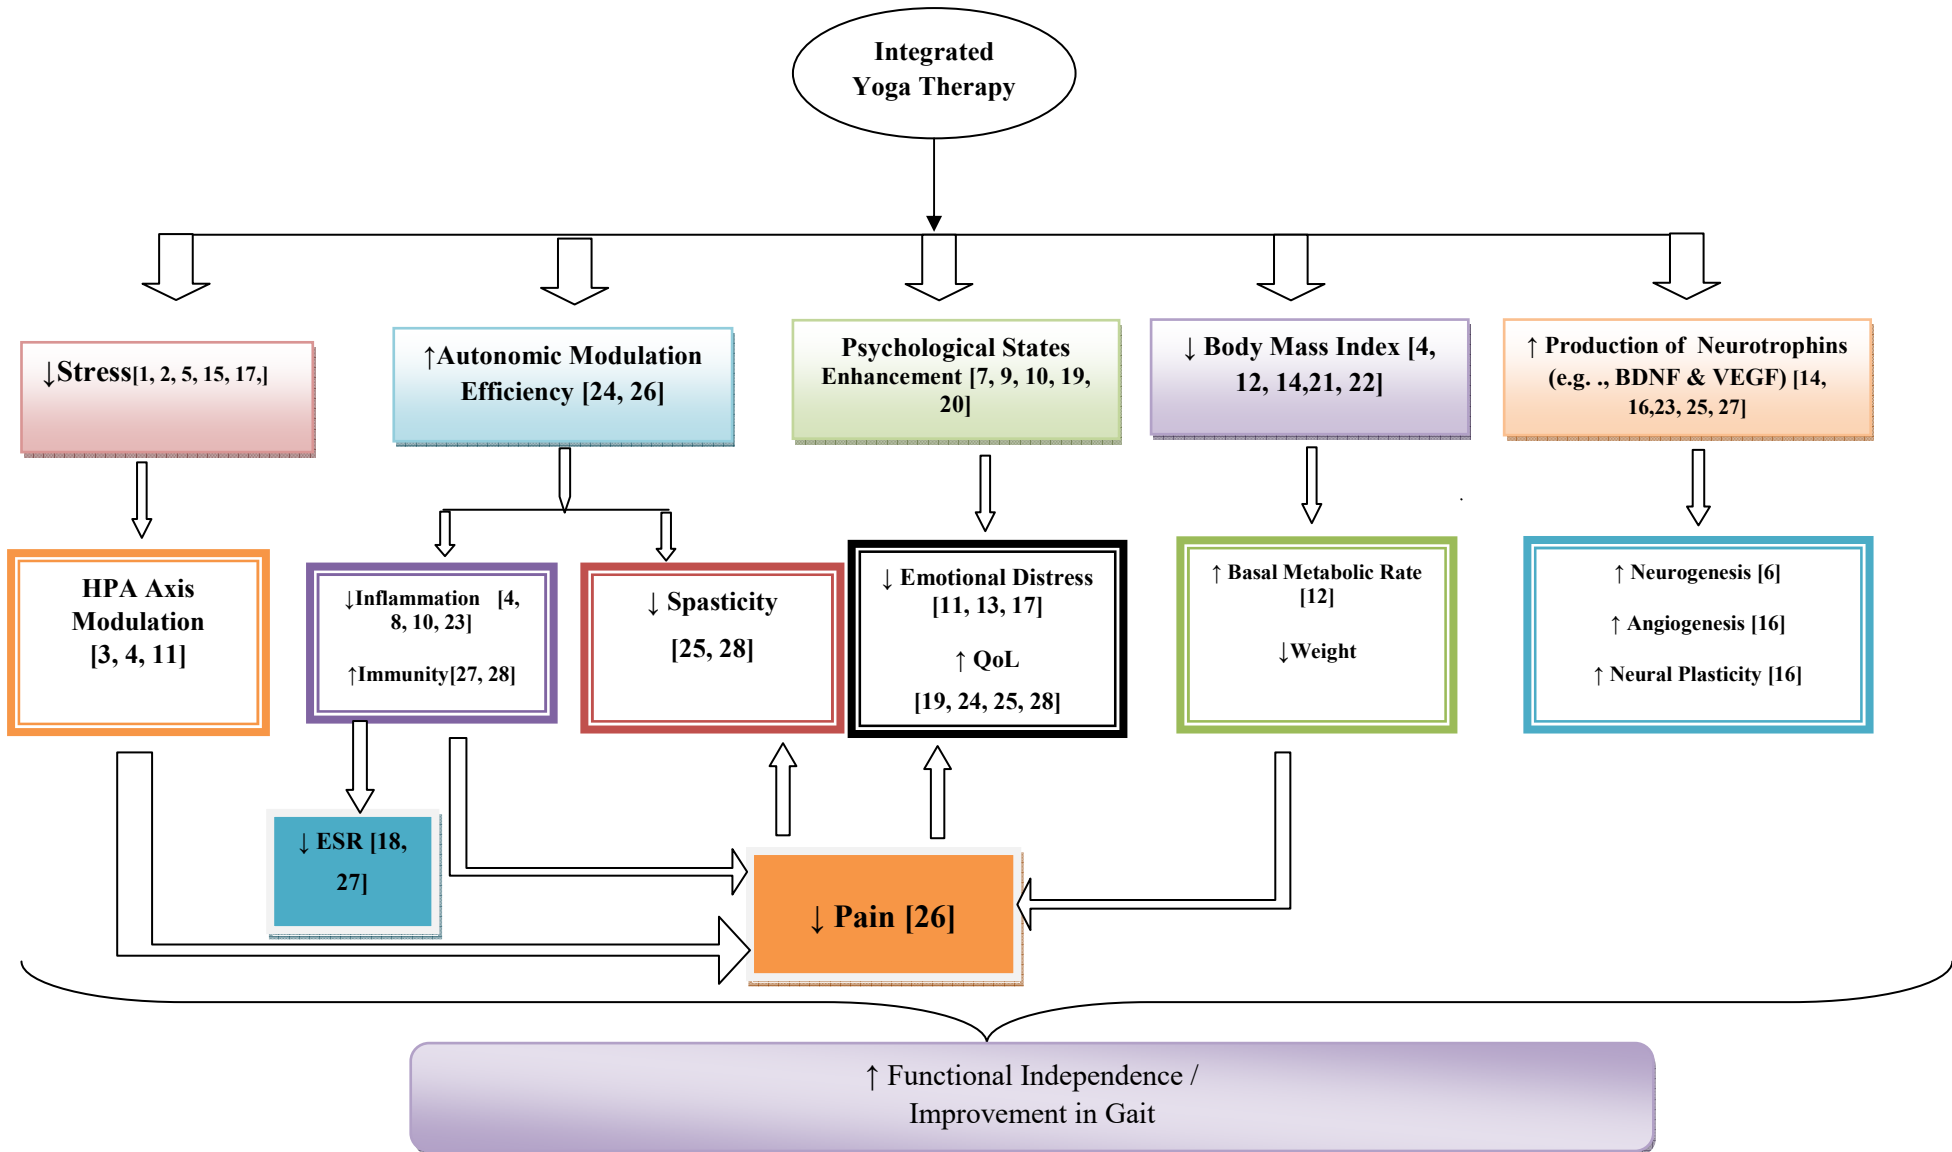 Integrated
Yoga Therapy
↓Stress[1, 2, 5, 15, 17,]
↑Autonomic Modulation
Efficiency [24, 26]
Psychological States
Enhancement [7, 9, 10, 19,
20]
↓ Body Mass Index [4,
12, 14,21, 22]
↑ Production of Neurotrophins
(e.g. ., BDNF & VEGF) [14,
16,23, 25, 27]
HPA Axis
Modulation
[3, 4, 11]
↓Inflammation [4,
8, 10, 23]
↑Immunity[27, 28]
↓ Spasticity
[25, 28]
↓ Emotional Distress
[11, 13, 17]
↑ QoL
[19, 24, 25, 28]
↑ Basal Metabolic Rate
[12]
↓Weight
↑ Neurogenesis [6]
↑ Angiogenesis [16]
↑ Neural Plasticity [16]
↓ ESR [18,
27]
↓ Pain [26]
↑ Functional Independence /
Improvement in Gait